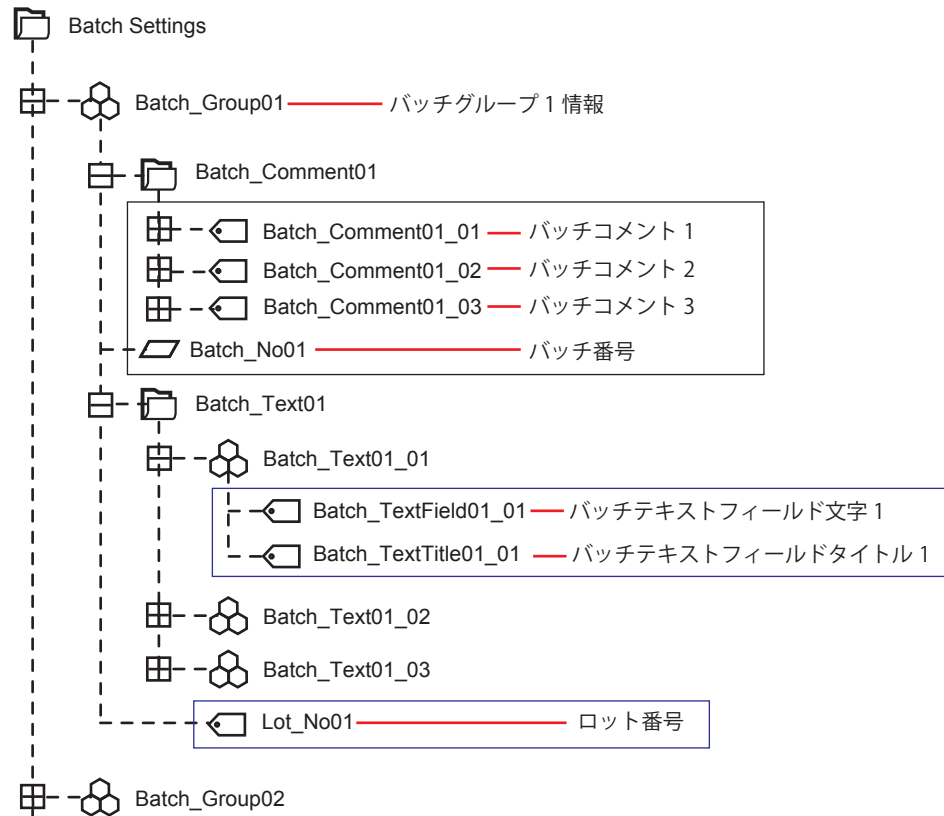 Batch Settings
Batch_Group01 バッチグループ 1 情報
Batch_Comment01
Batch_Comment01_01 バッチコメント 1
Batch_Comment01_02 バッチコメント 2
Batch_Comment01_03 バッチコメント 3
Batch_No01 バッチ番号
Batch_Text01
Batch_Text01_01
Batch_TextField01_01 バッチテキストフィールド文字 1
Batch_TextTitle01_01 バッチテキストフィールドタイトル 1
Batch_Text01_02
Batch_Text01_03
Lot_No01 ロット番号
Batch_Group02